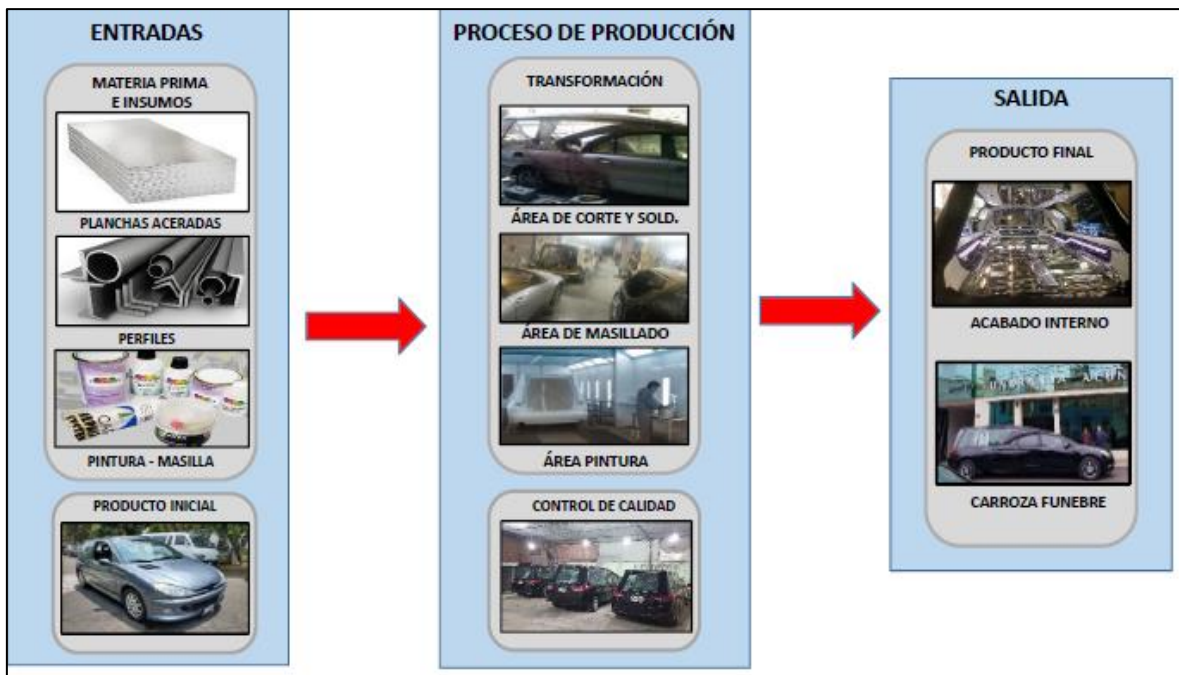 ENTRADAS
MATERIA PRIMA
E INSUMOS
PLANCHAS ACERADAS
PERFILES
PINTURA - MASILLA
PRODUCTO INICIAL
PROCESO DE PRODUCCIÓN
TRANSFORMACIÓN
ÁREA DE CORTE Y SOLD.
ÁREA DE MASILLADO
ÁREA PINTURA
CONTROL DE CALIDAD
SALIDA
PRODUCTO FINAL
ACABADO INTERNO
CARROZA FUNEBRE